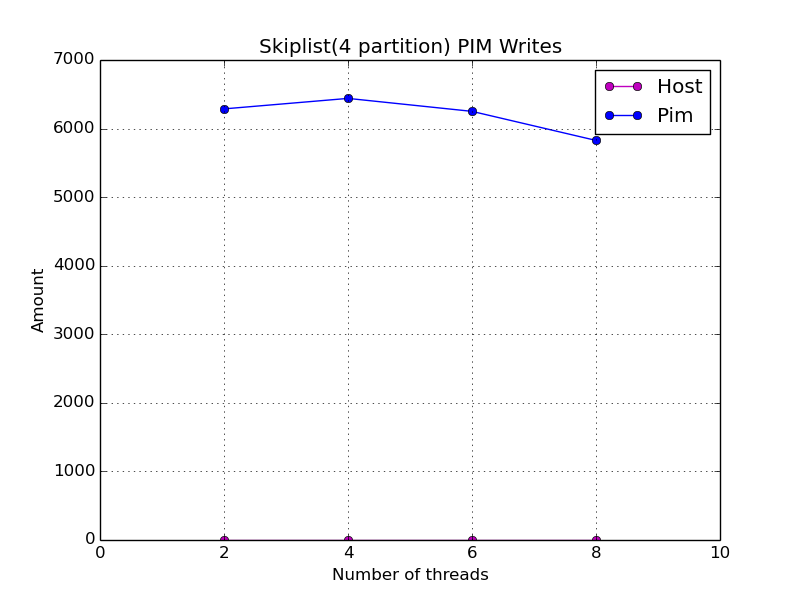 Skiplist(4 partition) PIM Writes
7000
6000
5000
4000
3000
2000
1000
0
Amount
Host
Pim
0 2 4 6 8 10
Number of threads